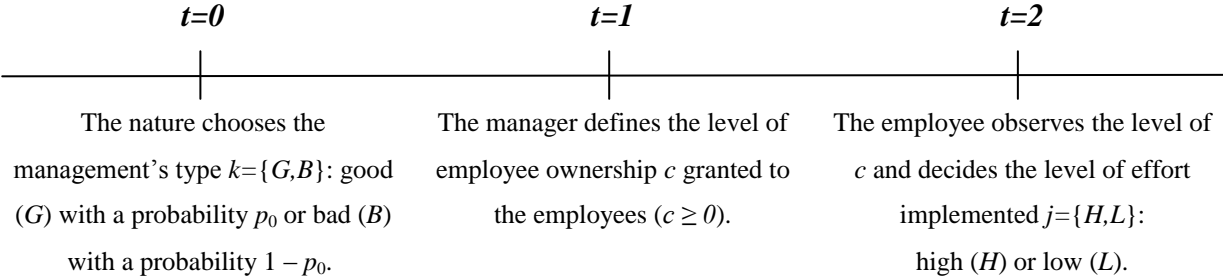 t=0
t=1
t=2
The nature chooses the
management's type k={G,B}: good
(G) with a probability p₀ or bad (B)
with a probability 1 – p₀.
The manager defines the level of
employee ownership c granted to
the employees (c ≥ 0).
The employee observes the level of
c and decides the level of effort
implemented j={H,L}:
high (H) or low (L).